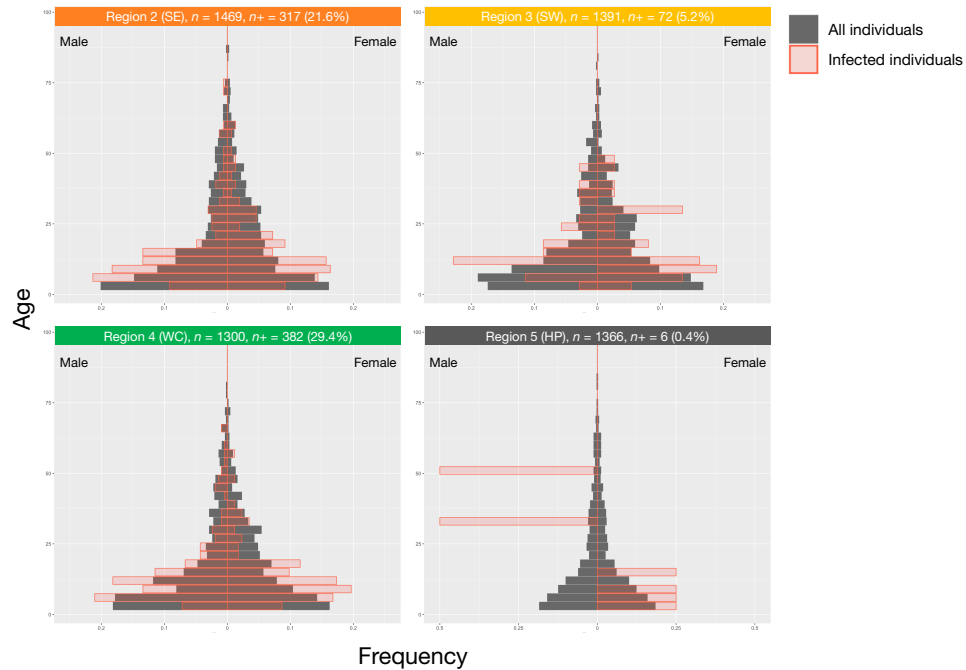 Region 2 (SE), n = 1469, n+ = 317 (21.6%)
Male
Female
100
75
50
25
0
0.2
0.1
0
0.1
0.2
Region 3 (SW), n = 1391, n+ = 72 (5.2%)
Male
Female
100
75
50
25
0
0.2
0.1
0
0.1
0.2
All individuals
Infected individuals
Age
Region 4 (WC), n = 1300, n+ = 382 (29.4%)
Male
Female
100
75
50
25
0
0.2
0.1
0
0.1
0.2
Region 5 (HP), n = 1366, n+ = 6 (0.4%)
Male
Female
100
75
50
25
0
0.5
0.25
0
0.25
0.5
Frequency